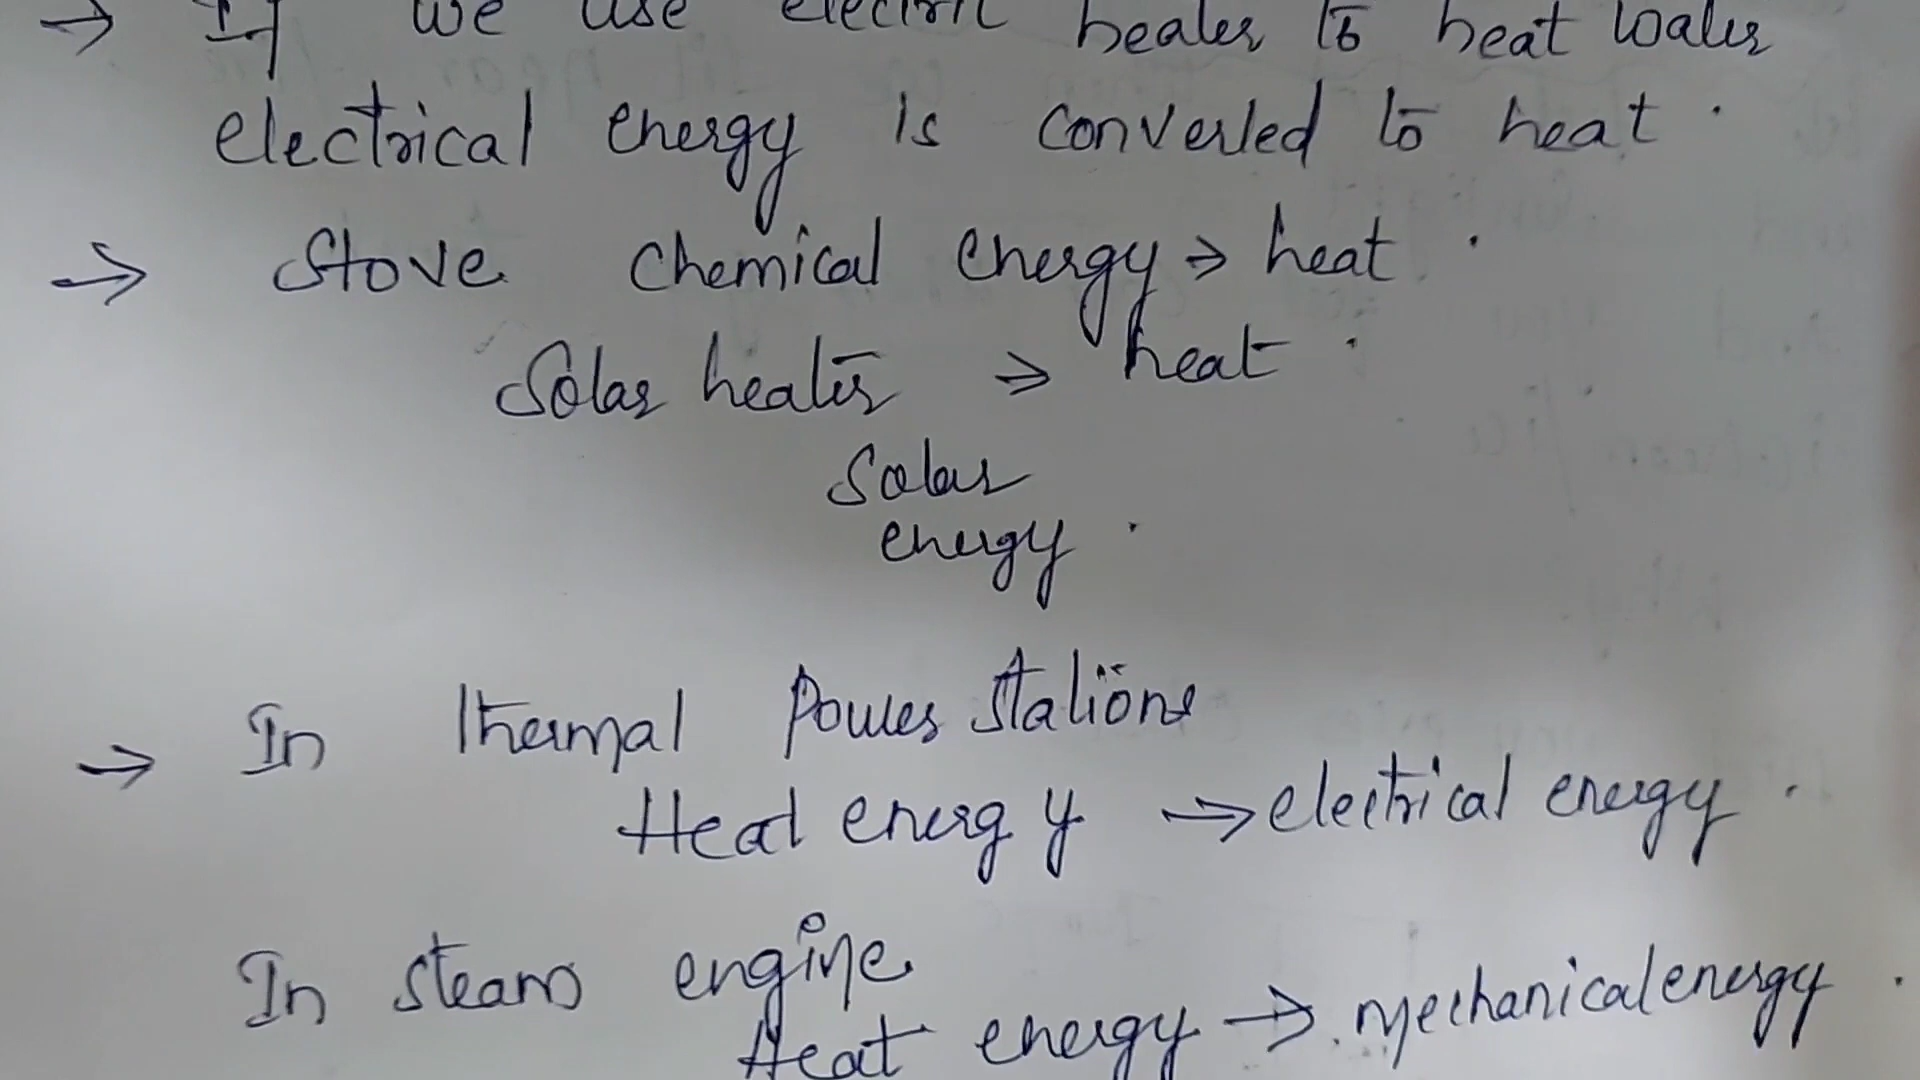 → If we use electric heater to heat water
electrical energy is converted to heat.
→ Stove chemical energy → heat.
Solar heater → heat.
Solar
energy.
→ In thermal Power Stations
Heat energy → electrical energy.
In steam engine
Heat energy → mechanical energy.